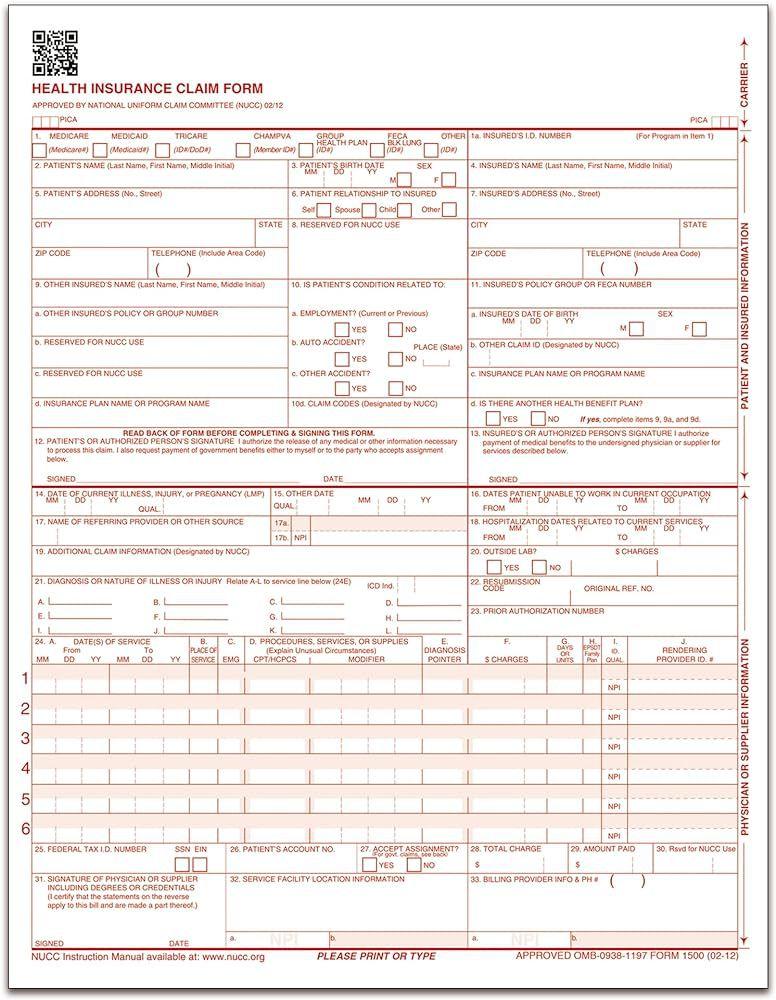 HEALTH INSURANCE CLAIM FORM
APPROVED BY NATIONAL UNIFORM CLAIM COMMITTEE (NUCC) 02/12
PICA
PICA
CARRIER
1. MEDICARE MEDICAID TRICARE CHAMPVA GROUP HEALTH PLAN FECA BLK LUNG OTHER
(Medicare#) (Medicaid#) (ID#/DoD#) (Member ID#) (ID#) (ID#) (ID#)
1a. INSURED'S I.D. NUMBER (For Program in Item 1)
2. PATIENT'S NAME (Last Name, First Name, Middle Initial)
3. PATIENT'S BIRTH DATE SEX
MM DD YY M F
4. INSURED'S NAME (Last Name, First Name, Middle Initial)
5. PATIENT'S ADDRESS (No., Street)
6. PATIENT RELATIONSHIP TO INSURED
Self Spouse Child Other
7. INSURED'S ADDRESS (No., Street)
CITY STATE
8. RESERVED FOR NUCC USE
CITY STATE
ZIP CODE TELEPHONE (Include Area Code)
( )
ZIP CODE TELEPHONE (Include Area Code)
( )
9. OTHER INSURED'S NAME (Last Name, First Name, Middle Initial)
10. IS PATIENT'S CONDITION RELATED TO:
11. INSURED'S POLICY GROUP OR FECA NUMBER
a. OTHER INSURED'S POLICY OR GROUP NUMBER
a. EMPLOYMENT? (Current or Previous)
YES NO
a. INSURED'S DATE OF BIRTH SEX
MM DD YY M F
b. RESERVED FOR NUCC USE
b. AUTO ACCIDENT? PLACE (State)
YES NO
b. OTHER CLAIM ID (Designated by NUCC)
c. RESERVED FOR NUCC USE
c. OTHER ACCIDENT?
YES NO
c. INSURANCE PLAN NAME OR PROGRAM NAME
d. INSURANCE PLAN NAME OR PROGRAM NAME
10d. CLAIM CODES (Designated by NUCC)
d. IS THERE ANOTHER HEALTH BENEFIT PLAN?
YES NO If yes, complete items 9, 9a, and 9d.
PATIENT AND INSURED INFORMATION
READ BACK OF FORM BEFORE COMPLETING & SIGNING THIS FORM.
12. PATIENT'S OR AUTHORIZED PERSON'S SIGNATURE I authorize the release of any medical or other information necessary
to process this claim. I also request payment of government benefits either to myself or to the party who accepts assignment
below.
SIGNED DATE
13. INSURED'S OR AUTHORIZED PERSON'S SIGNATURE I authorize
payment of medical benefits to the undersigned physician or supplier for
services described below.
SIGNED
14. DATE OF CURRENT ILLNESS, INJURY, or PREGNANCY (LMP)
MM DD YY
QUAL.
15. OTHER DATE
QUAL. MM DD YY
16. DATES PATIENT UNABLE TO WORK IN CURRENT OCCUPATION
MM DD YY MM DD YY
FROM TO
17. NAME OF REFERRING PROVIDER OR OTHER SOURCE
17a.
17b. NPI
18. HOSPITALIZATION DATES RELATED TO CURRENT SERVICES
MM DD YY MM DD YY
FROM TO
19. ADDITIONAL CLAIM INFORMATION (Designated by NUCC)
20. OUTSIDE LAB? $ CHARGES
YES NO
21. DIAGNOSIS OR NATURE OF ILLNESS OR INJURY Relate A-L to service line below (24E) ICD Ind.
A. B. C. D.
E. F. G. H.
I. J. K. L.
22. RESUBMISSION
CODE ORIGINAL REF. NO.
23. PRIOR AUTHORIZATION NUMBER
24. A. DATE(S) OF SERVICE
From To
MM DD YY MM DD YY
B.
PLACE OF
SERVICE
C.
EMG
D. PROCEDURES, SERVICES, OR SUPPLIES
(Explain Unusual Circumstances)
CPT/HCPCS MODIFIER
E.
DIAGNOSIS
POINTER
F.
$ CHARGES
G.
DAYS
OR
UNITS
H.
EPSDT
Family
Plan
I.
ID.
QUAL.
J.
RENDERING
PROVIDER ID. #
1
NPI
2
NPI
3
NPI
4
NPI
5
NPI
6
NPI
25. FEDERAL TAX I.D. NUMBER SSN EIN
26. PATIENT'S ACCOUNT NO.
27. ACCEPT ASSIGNMENT?
(For govt. claims, see back)
YES NO
28. TOTAL CHARGE
$
29. AMOUNT PAID
$
30. Rsvd for NUCC Use
31. SIGNATURE OF PHYSICIAN OR SUPPLIER
INCLUDING DEGREES OR CREDENTIALS
(I certify that the statements on the reverse
apply to this bill and are made a part thereof.)
SIGNED DATE
32. SERVICE FACILITY LOCATION INFORMATION
a. NPI b.
33. BILLING PROVIDER INFO & PH # ( )
a. NPI b.
PHYSICIAN OR SUPPLIER INFORMATION
NUCC Instruction Manual available at: www.nucc.org
PLEASE PRINT OR TYPE
APPROVED OMB-0938-1197 FORM 1500 (02-12)